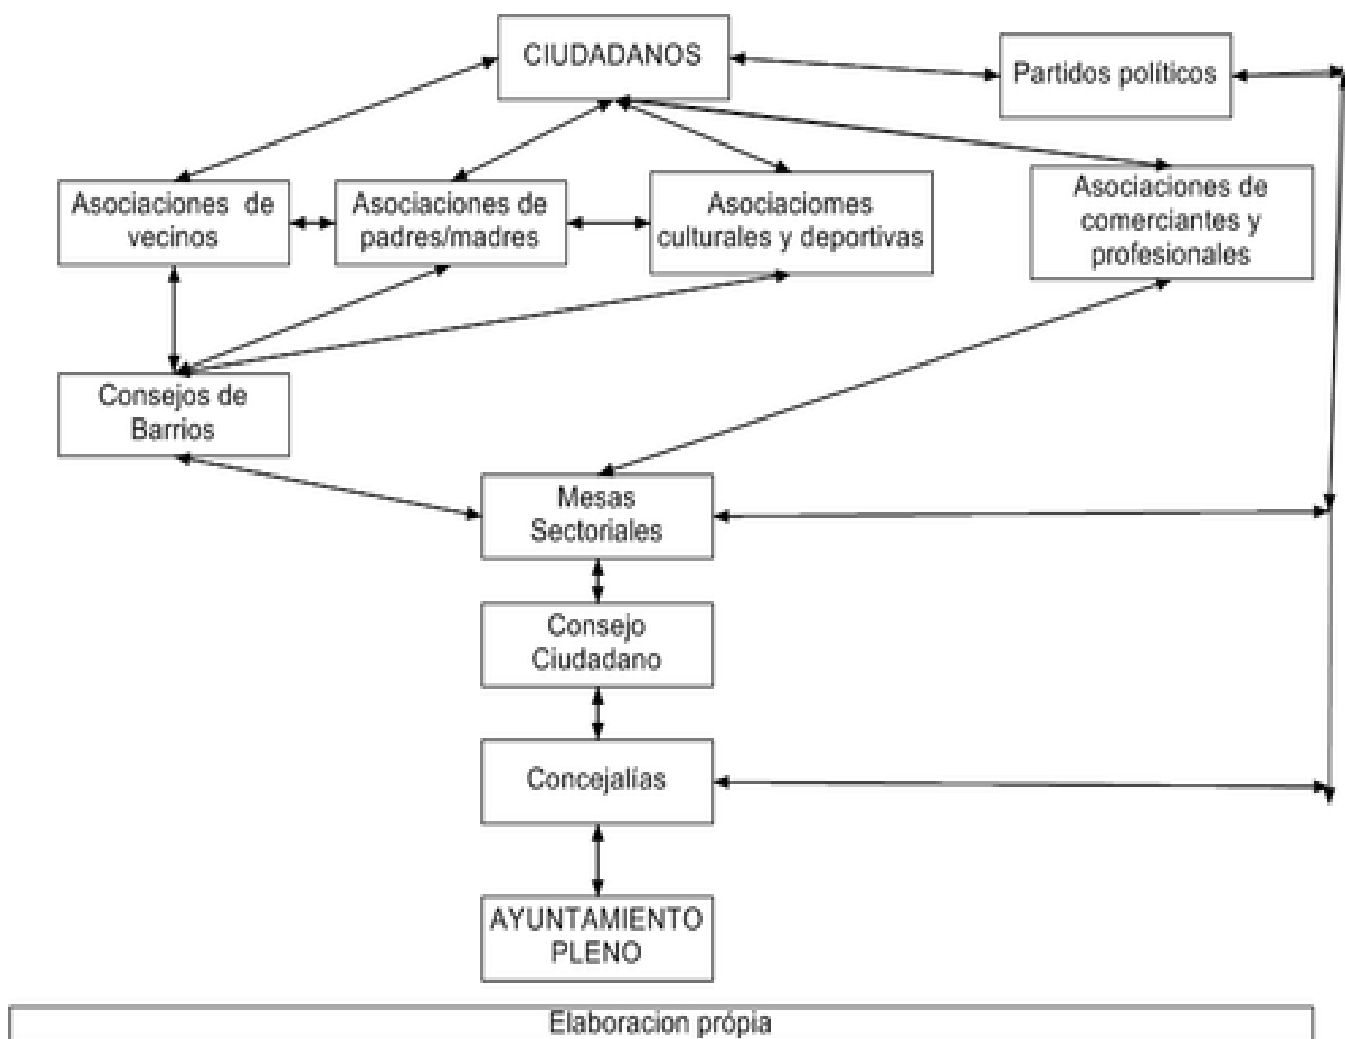 CIUDADANOS
Partidos políticos
Asociaciones de
vecinos
Asociaciones de
padres/madres
Asociaciomes
culturales y deportivas
Asociaciones de
comerciantes y
profesionales
Consejos de
Barrios
Mesas
Sectoriales
Consejo
Ciudadano
Concejalías
AYUNTAMIENTO
PLENO
Elaboracion própia